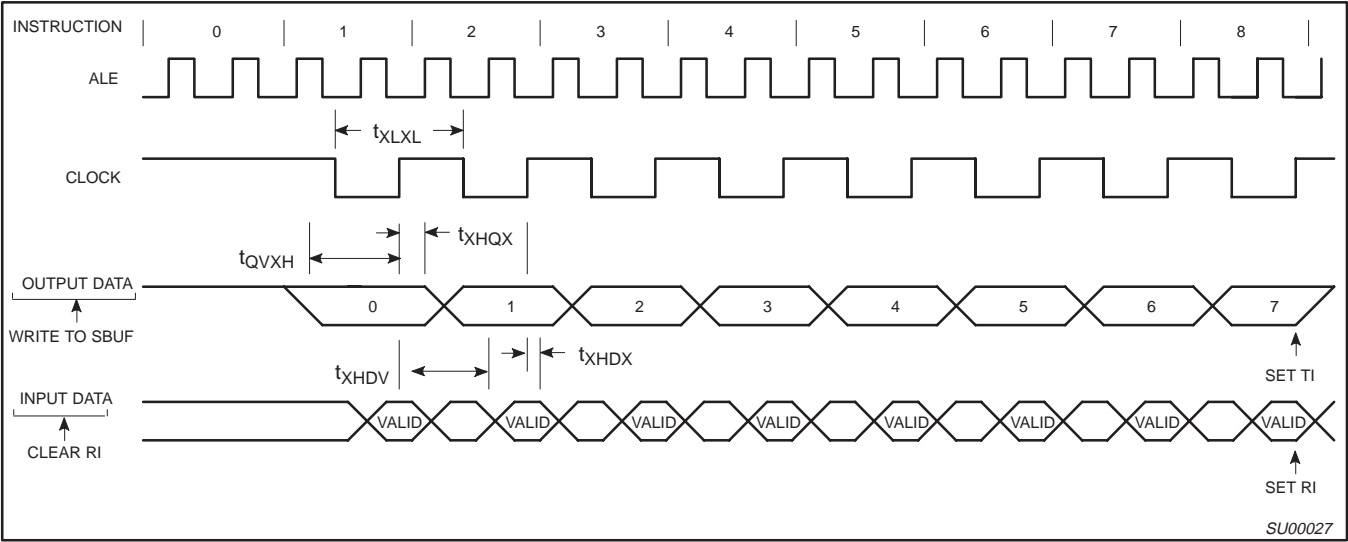 INSTRUCTION 0 1 2 3 4 5 6 7 8
ALE
tXLXL
CLOCK
tXHQX
tQVXH
OUTPUT DATA
0 1 2 3 4 5 6 7
WRITE TO SBUF
tXHDX
SET TI
tXHDV
INPUT DATA
VALID VALID VALID VALID VALID VALID VALID VALID
CLEAR RI
SET RI
SU00027